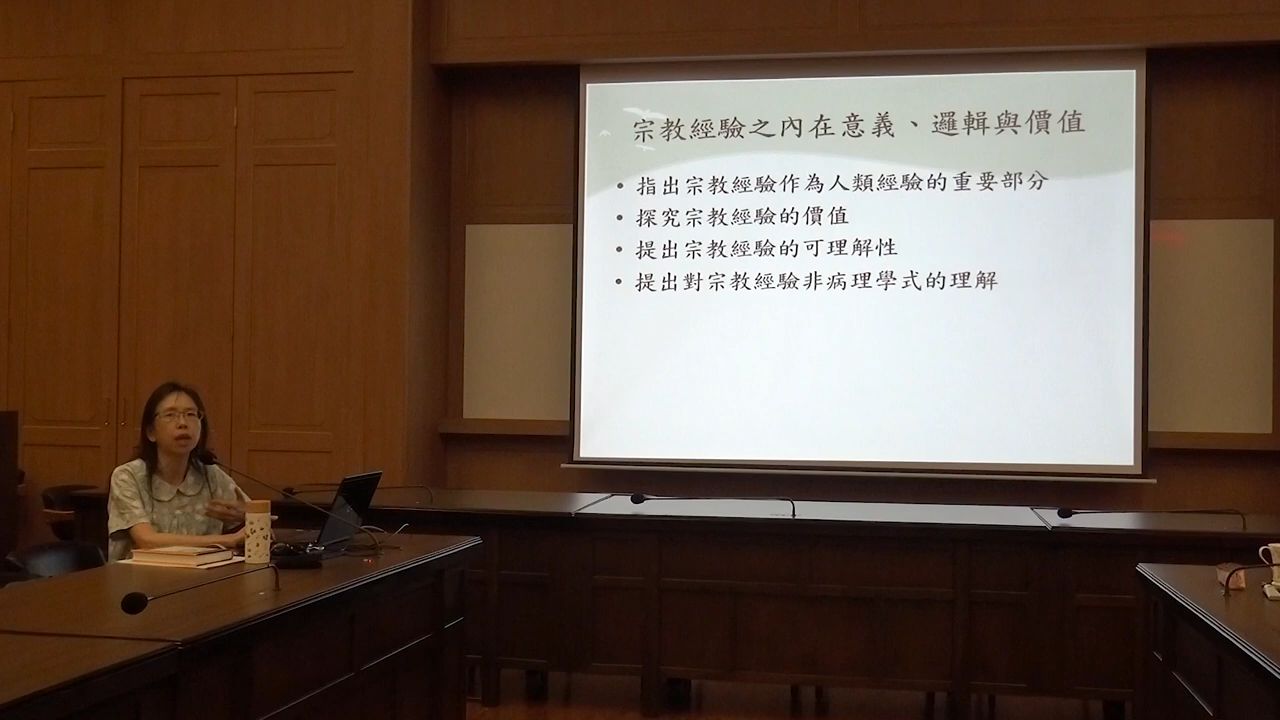 宗教經驗之內在意義、邏輯與價值
• 指出宗教經驗作為人類經驗的重要部分
• 探究宗教經驗的價值
• 提出宗教經驗的可理解性
• 提出對宗教經驗非病理學式的理解